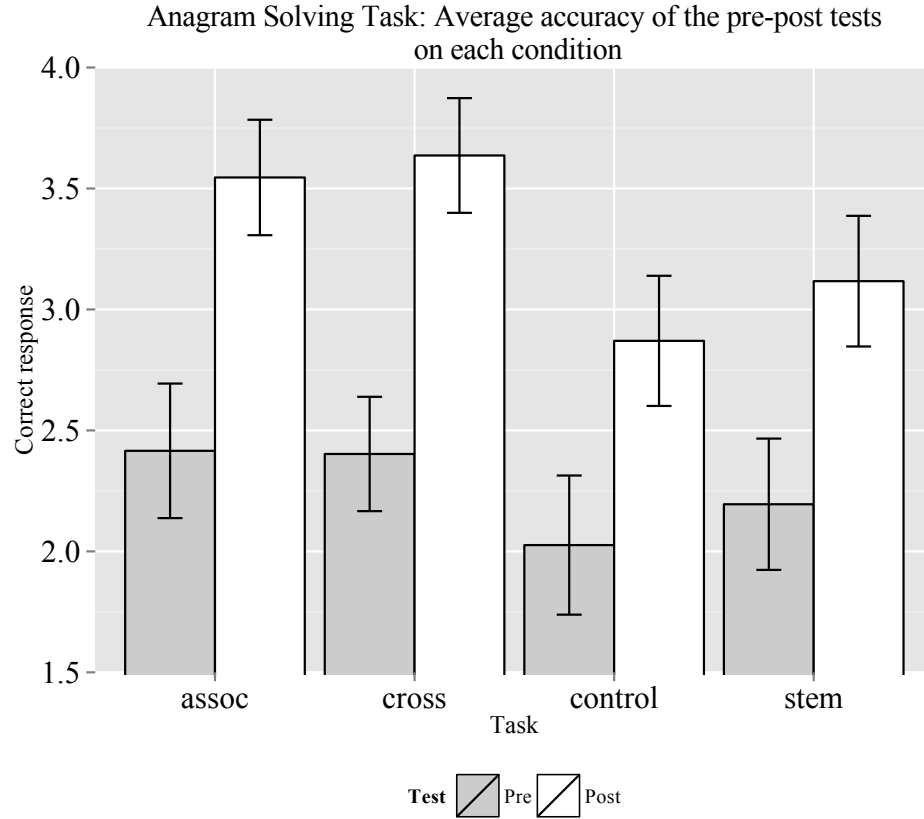 Anagram Solving Task: Average accuracy of the pre-post tests
on each condition
4.0
3.5
3.0
2.5
2.0
1.5
Correct response
assoc cross control stem
Task
Test Pre Post